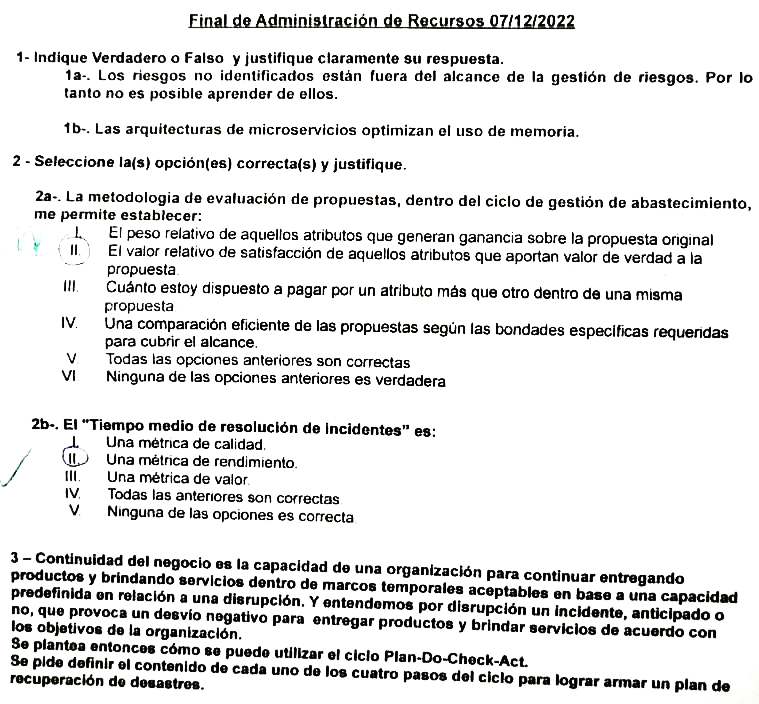 Final de Administración de Recursos 07/12/2022
1- Indique Verdadero o Falso y justifique claramente su respuesta.
1a-. Los riesgos no identificados están fuera del alcance de la gestión de riesgos. Por lo
tanto no es posible aprender de ellos.
1b-. Las arquitecturas de microservicios optimizan el uso de memoria.
2 - Seleccione la(s) opción(es) correcta(s) y justifique.
2a-. La metodologia de evaluación de propuestas, dentro del ciclo de gestión de abastecimiento,
me permite establecer:
I. El peso relativo de aquellos atributos que generan ganancia sobre la propuesta original
II. El valor relativo de satisfacción de aquellos atributos que aportan valor de verdad a la
propuesta.
III. Cuánto estoy dispuesto a pagar por un atributo más que otro dentro de una misma
propuesta
IV. Una comparación eficiente de las propuestas según las bondades especificas requeridas
para cubrir el alcance.
V Todas las opciones anteriores son correctas
VI Ninguna de las opciones anteriores es verdadera
2b-. El "Tiempo medio de resolución de incidentes" es:
I Una métrica de calidad.
II. Una métrica de rendimiento.
III. Una métrica de valor
IV. Todas las anteriores son correctas
V. Ninguna de las opciones es correcta
3 – Continuidad del negocio es la capacidad de una organización para continuar entregando
productos y brindando servicios dentro de marcos temporales aceptables en base a una capacidad
predefinida en relación a una disrupción. Y entendemos por disrupción un incidente, anticipado o
no, que provoca un desvío negativo para entregar productos y brindar servicios de acuerdo con
los objetivos de la organización.
Se plantea entonces cómo se puede utilizar el ciclo Plan-Do-Check-Act.
Se pide definir el contenido de cada uno de los cuatro pasos del ciclo para lograr armar un plan de
recuperación de desastres.